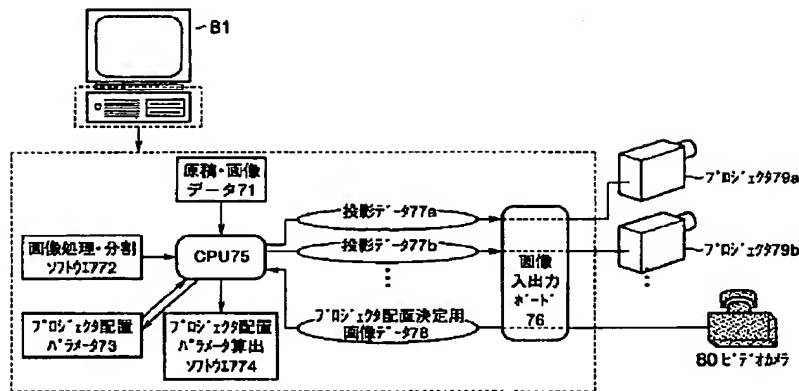 81
原稿・画像
データ71
プロジェクタ79a
投影データ77a
画像処理・分割
ソフトウエア72
CPU75
投影データ77b
画像
入出力
ボード
76
プロジェクタ79b
プロジェクタ配置
パラメータ73
プロジェクタ配置
パラメータ算出
ソフトウエア74
プロジェクタ配置決定用
画像データ78
80 ビデオカメラ